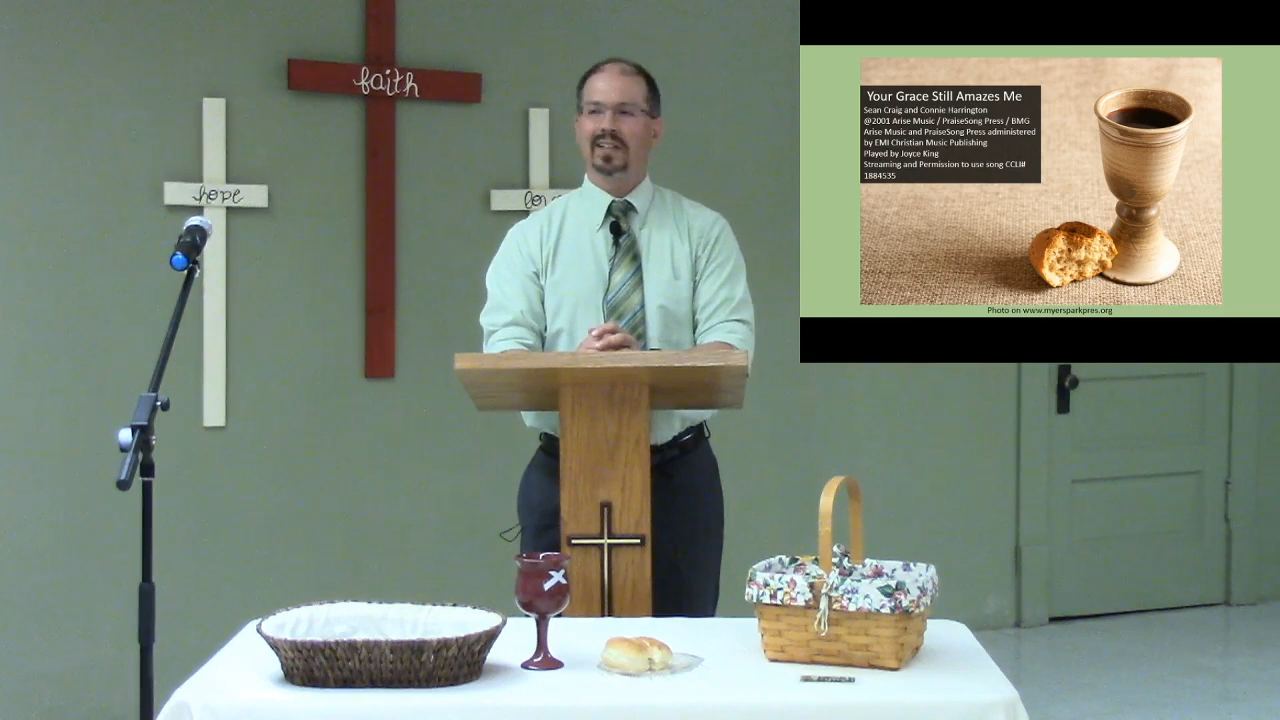 faith
hope
love
Your Grace Still Amazes Me
Sean Craig and Connie Harrington
@2001 Arise Music / PraiseSong Press / BMG
Arise Music and PraiseSong Press administered
by EMI Christian Music Publishing
Played by Joyce King
Streaming and Permission to use song CCLI#
1884535
Photo on www.myersparkpres.org